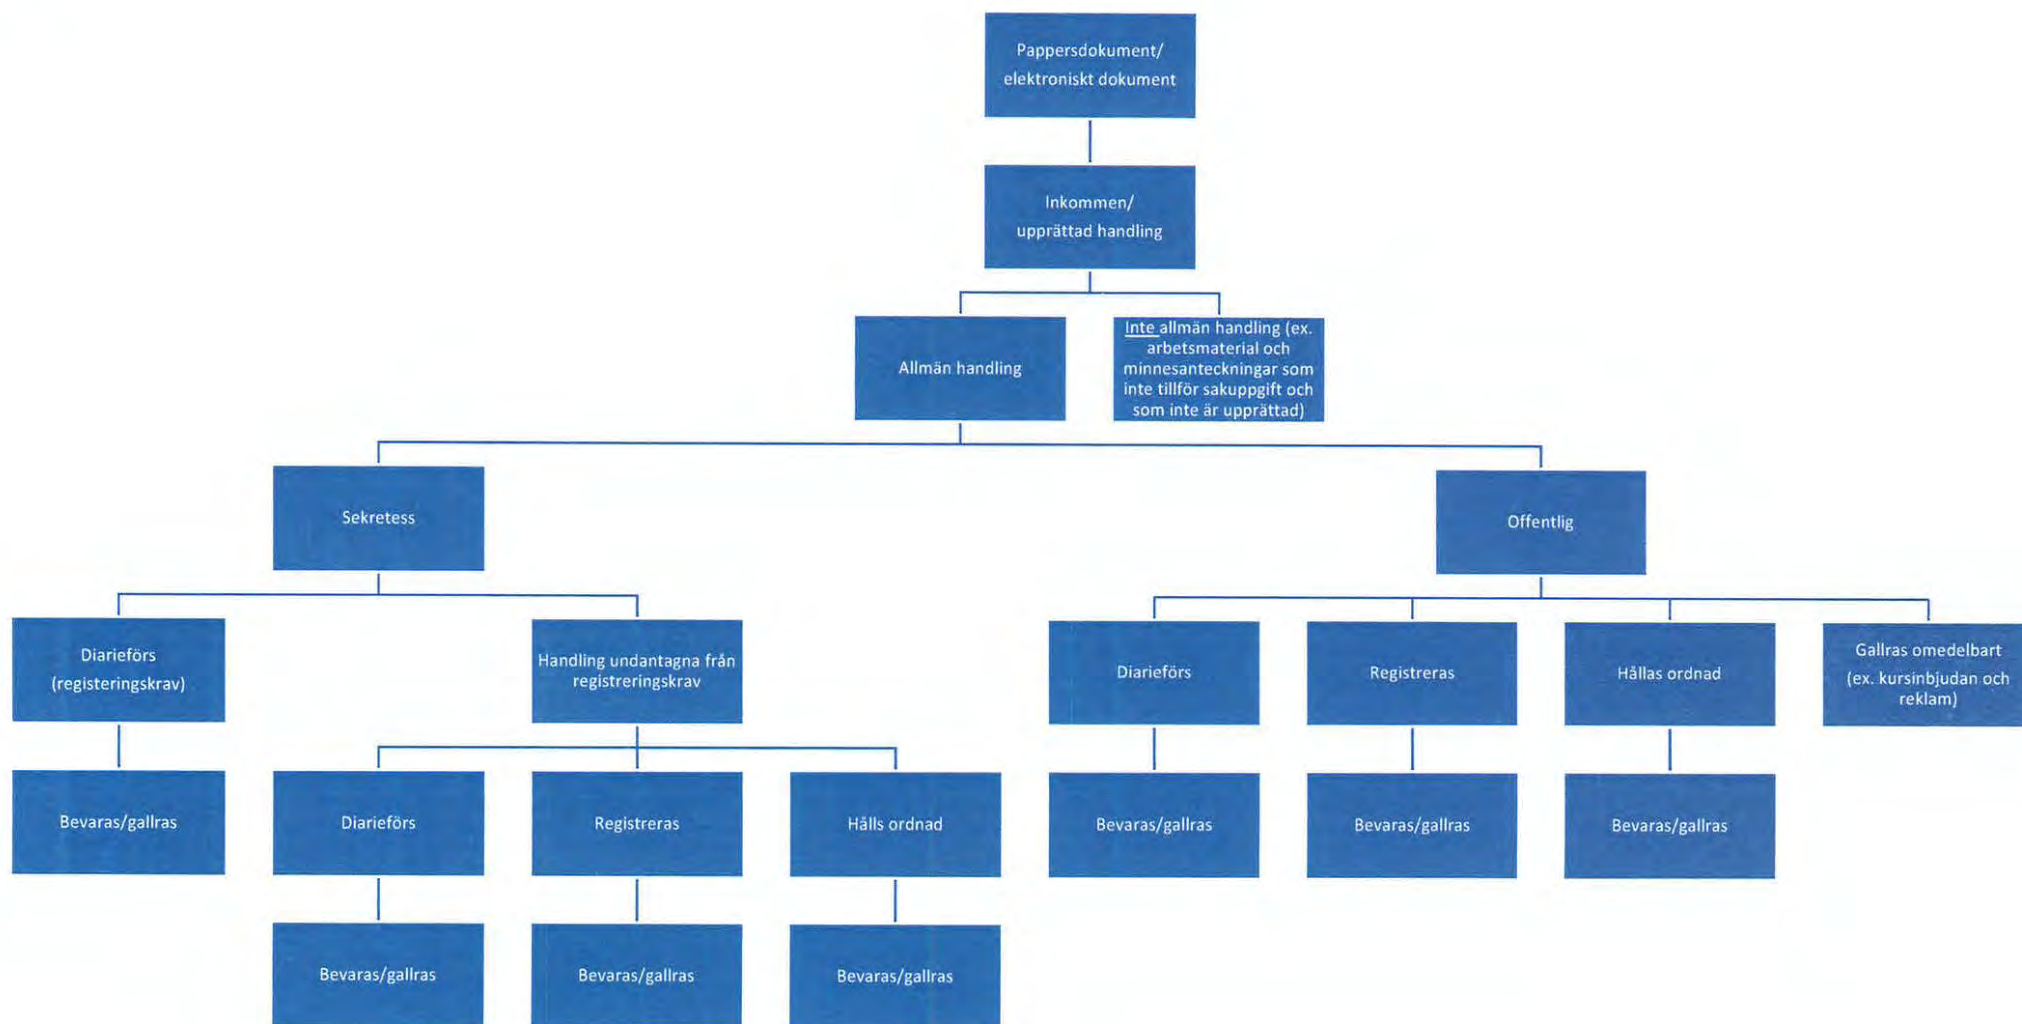 Pappersdokument/
elektroniskt dokument
Inkommen/
upprättad handling
Allmän handling
Inte allmän handling (ex.
arbetsmaterial och
minnesanteckningar som
inte tillför sakuppgift och
som inte är upprättad)
Sekretess
Offentlig
Diarieförs
(registeringskrav)
Handling undantagna från
registreringskrav
Diarieförs
Registreras
Hållas ordnad
Gallras omedelbart
(ex. kursinbjudan och
reklam)
Bevaras/gallras
Diarieförs
Registreras
Hålls ordnad
Bevaras/gallras
Bevaras/gallras
Bevaras/gallras
Bevaras/gallras
Bevaras/gallras
Bevaras/gallras